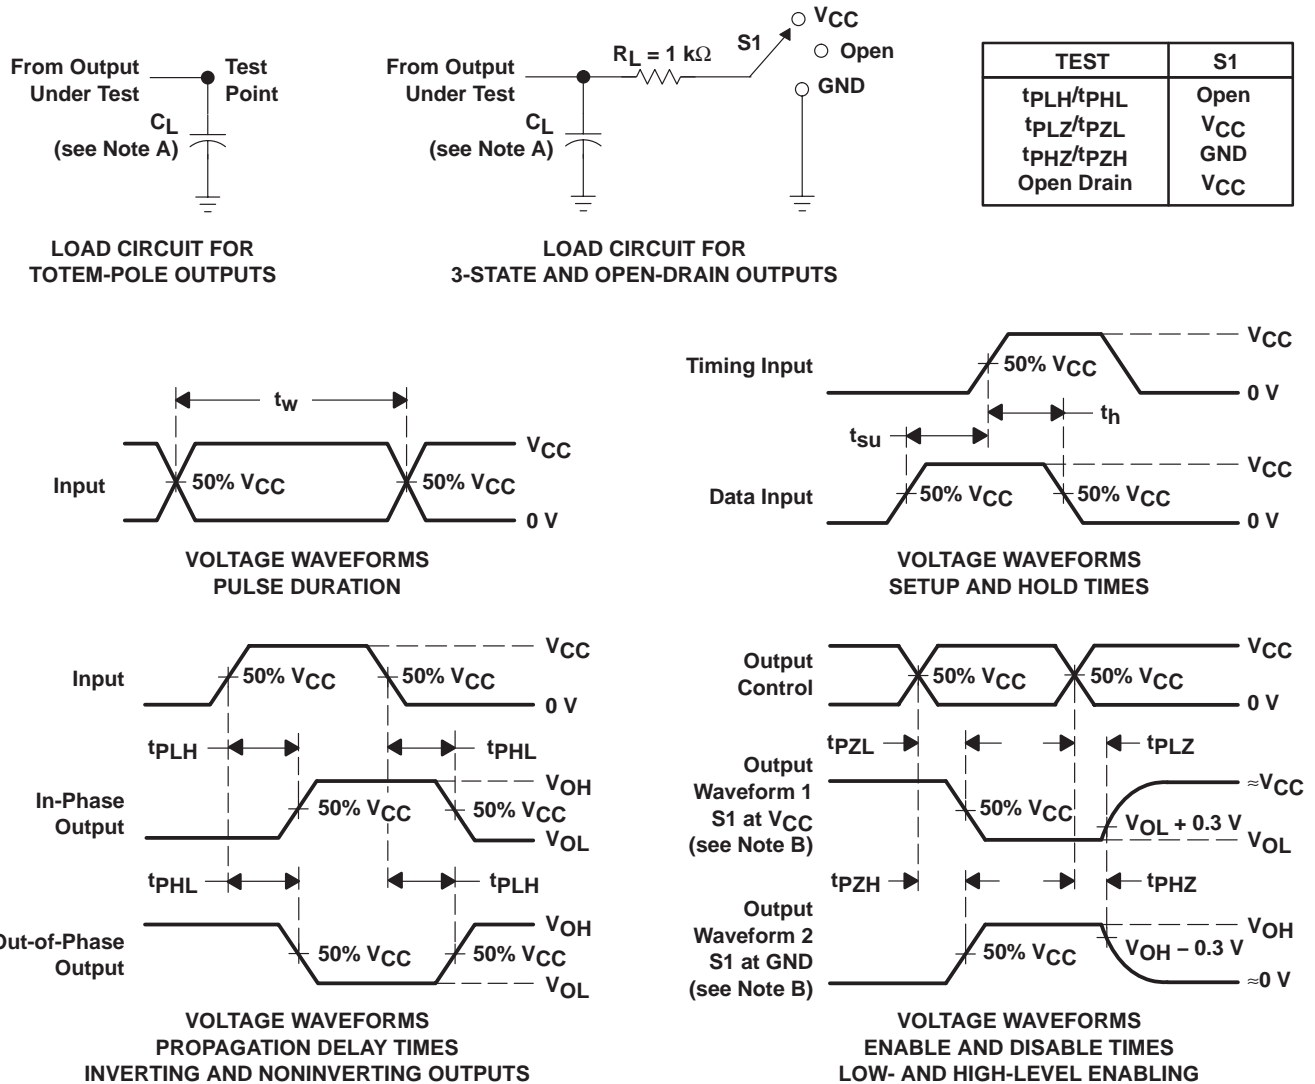 From Output
Under Test
Test
Point
CL
(see Note A)
LOAD CIRCUIT FOR
TOTEM-POLE OUTPUTS
From Output
Under Test
CL
(see Note A)
RL = 1 kΩ
S1
VCC
Open
GND
LOAD CIRCUIT FOR
3-STATE AND OPEN-DRAIN OUTPUTS
TEST S1
tPLH/tPHL Open
tPLZ/tPZL VCC
tPHZ/tPZH GND
Open Drain VCC
tw
VCC
Input
50% VCC
50% VCC
0 V
VOLTAGE WAVEFORMS
PULSE DURATION
VCC
Timing Input
50% VCC
0 V
th
tsu
VCC
Data Input
50% VCC
50% VCC
0 V
VOLTAGE WAVEFORMS
SETUP AND HOLD TIMES
VCC
Input
50% VCC
50% VCC
0 V
tPLH
tPHL
VOH
In-Phase
Output
50% VCC
50% VCC
VOL
tPHL
tPLH
VOH
Out-of-Phase
Output
50% VCC
50% VCC
VOL
VOLTAGE WAVEFORMS
PROPAGATION DELAY TIMES
INVERTING AND NONINVERTING OUTPUTS
VCC
Output
Control
50% VCC
50% VCC
0 V
tPZL
tPLZ
Output
Waveform 1
S1 at VCC
(see Note B)
≈VCC
50% VCC
VOL + 0.3 V
VOL
tPZH
tPHZ
Output
Waveform 2
S1 at GND
(see Note B)
VOH
50% VCC
VOH − 0.3 V
≈0 V
VOLTAGE WAVEFORMS
ENABLE AND DISABLE TIMES
LOW- AND HIGH-LEVEL ENABLING